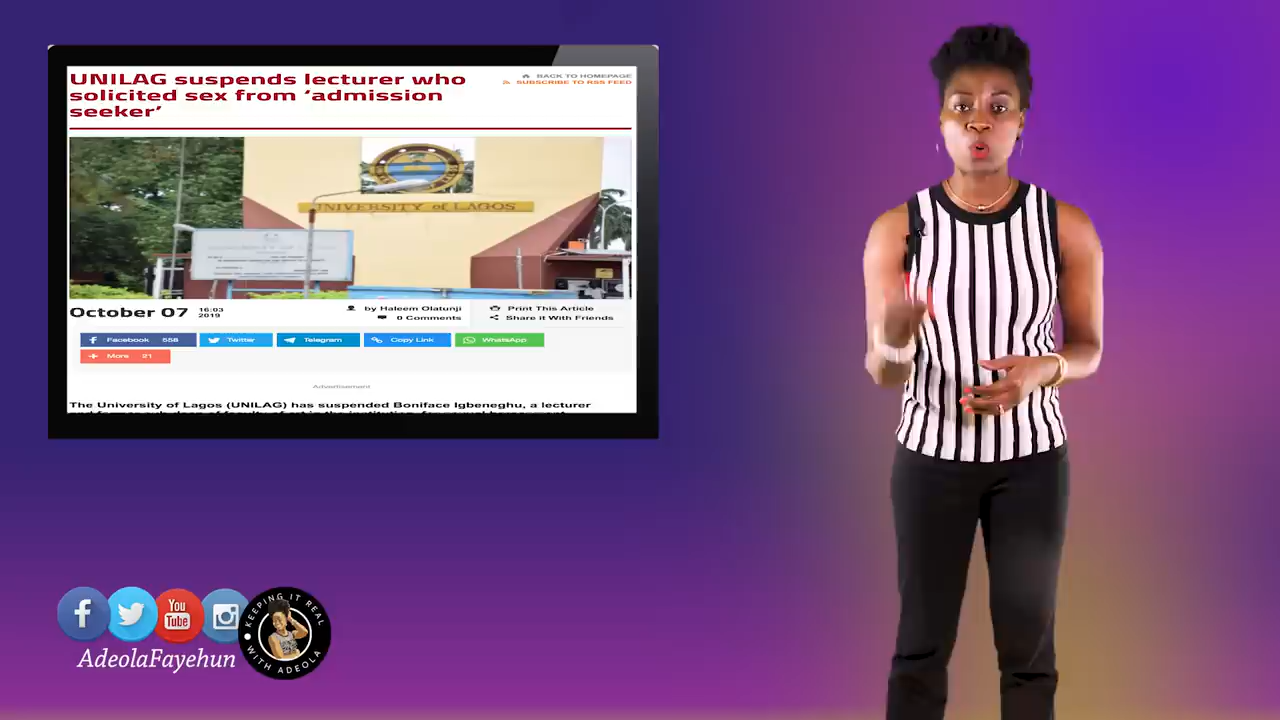 UNILAG suspends lecturer who
solicited sex from ‘admission
seeker’
BACK TO HOMEPAGE
SUBSCRIBE TO RSS FEED
UNIVERSITY of LAGOS
October 07
16:03
2019
by Haleem Olatunji
0 Comments
Print This Article
Share it With Friends
Facebook 558
Twitter
Telegram
Copy Link
WhatsApp
More 21
Advertisement
The University of Lagos (UNILAG) has suspended Boniface Igbeneghu, a lecturer
You
Tube
AdeolaFayehun
KEEPING IT REAL
WITH ADEOLA